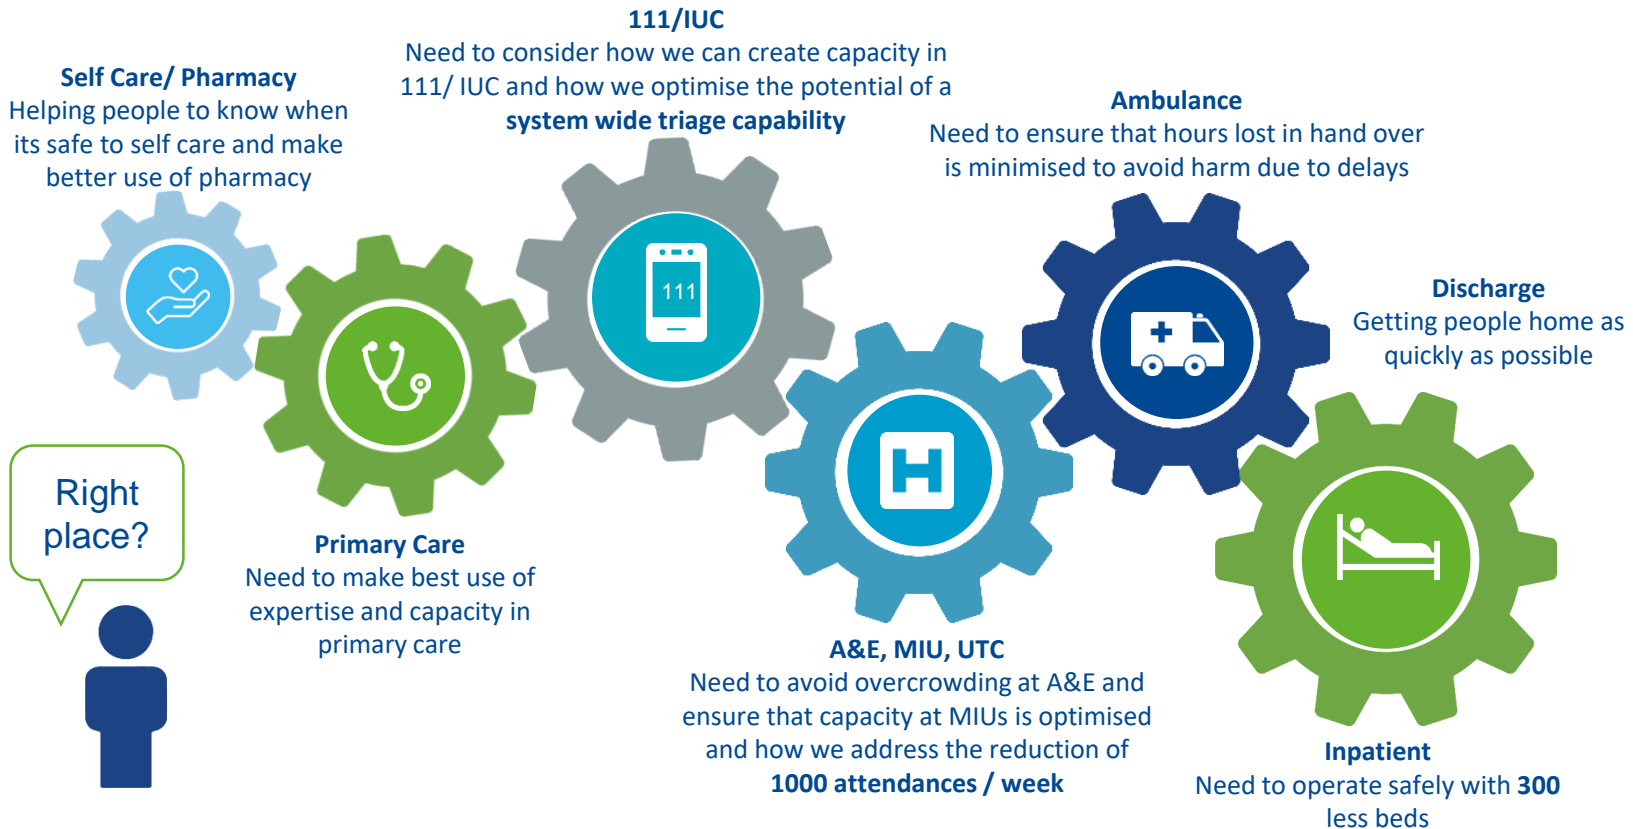 Self Care/ Pharmacy
Helping people to know when
its safe to self care and make
better use of pharmacy
111/IUC
Need to consider how we can create capacity in
111/ IUC and how we optimise the potential of a
system wide triage capability
111
Ambulance
Need to ensure that hours lost in hand over
is minimised to avoid harm due to delays
Discharge
Getting people home as
quickly as possible
Right
place?
Primary Care
Need to make best use of
expertise and capacity in
primary care
H
A&E, MIU, UTC
Need to avoid overcrowding at A&E and
ensure that capacity at MIUs is optimised
and how we address the reduction of
1000 attendances / week
Inpatient
Need to operate safely with 300
less beds